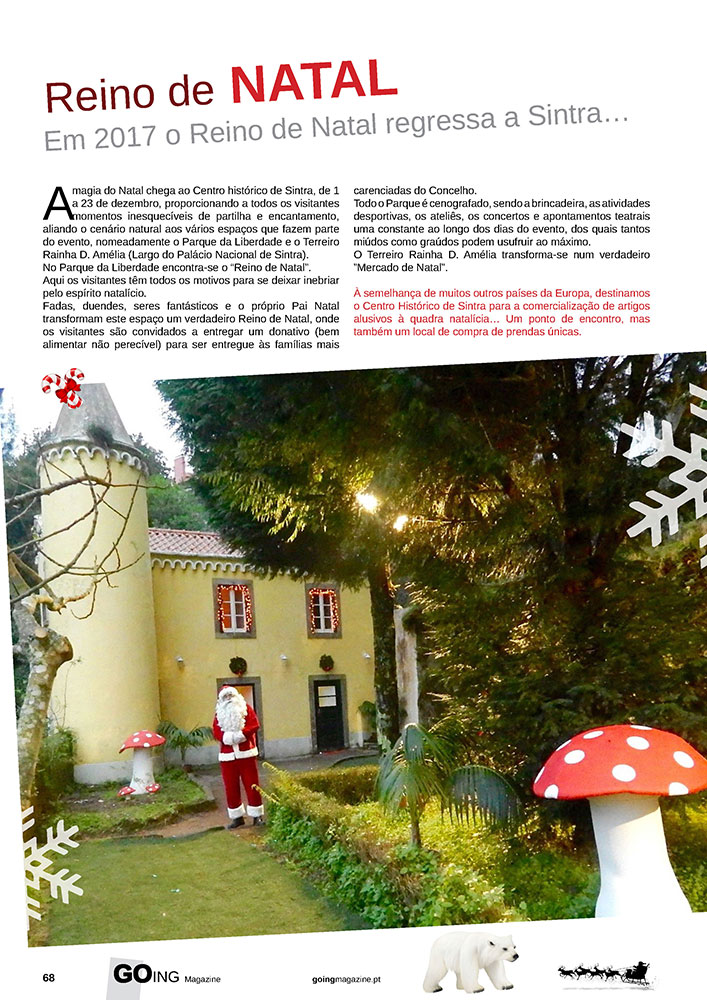 Reino de NATAL
Em 2017 o Reino de Natal regressa a Sintra…
A magia do Natal chega ao Centro histórico de Sintra, de 1
a 23 de dezembro, proporcionando a todos os visitantes
momentos inesquecíveis de partilha e encantamento,
aliando o cenário natural aos vários espaços que fazem parte
do evento, nomeadamente o Parque da Liberdade e o Terreiro
Rainha D. Amélia (Largo do Palácio Nacional de Sintra).
No Parque da Liberdade encontra-se o “Reino de Natal”.
Aqui os visitantes têm todos os motivos para se deixar inebriar
pelo espírito natalício.
Fadas, duendes, seres fantásticos e o próprio Pai Natal
transformam este espaço um verdadeiro Reino de Natal, onde
os visitantes são convidados a entregar um donativo (bem
alimentar não perecível) para ser entregue às famílias mais
carenciadas do Concelho.
Todo o Parque é cenografado, sendo a brincadeira, as atividades
desportivas, os ateliês, os concertos e apontamentos teatrais
uma constante ao longo dos dias do evento, dos quais tantos
miúdos como graúdos podem usufruir ao máximo.
O Terreiro Rainha D. Amélia transforma-se num verdadeiro
"Mercado de Natal".
À semelhança de muitos outros países da Europa, destinamos
o Centro Histórico de Sintra para a comercialização de artigos
alusivos à quadra natalícia… Um ponto de encontro, mas
também um local de compra de prendas únicas.
68
GOING Magazine
goingmagazine.pt